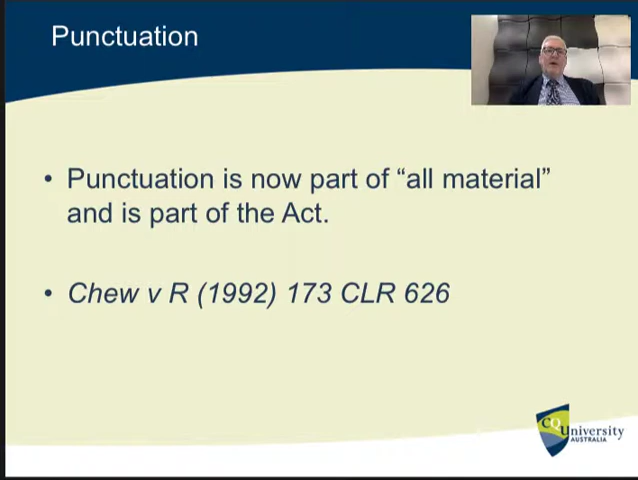 Punctuation
• Punctuation is now part of “all material”
and is part of the Act.
• Chew v R (1992) 173 CLR 626
CQUniversity
AUSTRALIA